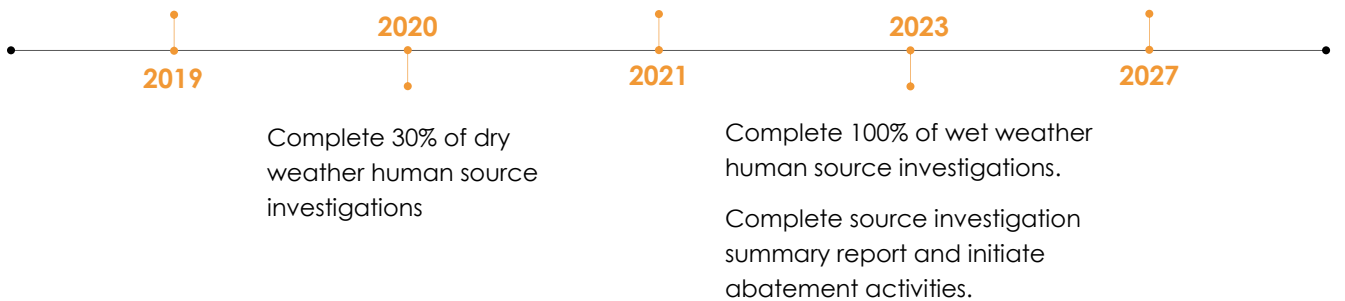 2020
2023
2019
2021
2027
Complete 30% of dry
weather human source
investigations
Complete 100% of wet weather
human source investigations.
Complete source investigation
summary report and initiate
abatement activities.